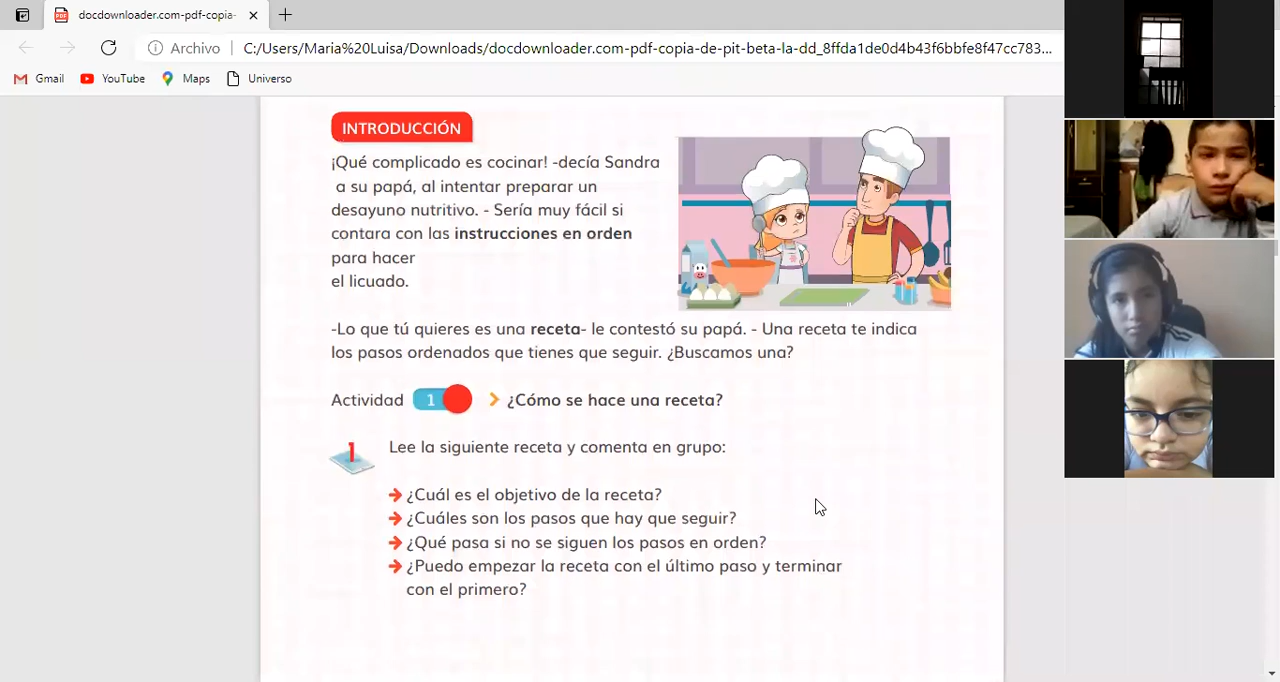 docdownloader.com-pdf-copia-
Archivo
C:/Users/Maria%20Luisa/Downloads/docdownloader.com-pdf-copia-de-pit-beta-la-dd_8ffda1de0d4b43f6bbfe8f47cc783...
Gmail YouTube Maps Universo
INTRODUCCIÓN
¡Qué complicado es cocinar! -decía Sandra
a su papá, al intentar preparar un
desayuno nutritivo. - Sería muy fácil si
contara con las instrucciones en orden
para hacer
el licuado.
-Lo que tú quieres es una receta- le contestó su papá. - Una receta te indica
los pasos ordenados que tienes que seguir. ¿Buscamos una?
Actividad 1 ¿Cómo se hace una receta?
1 Lee la siguiente receta y comenta en grupo:
¿Cuál es el objetivo de la receta?
¿Cuáles son los pasos que hay que seguir?
¿Qué pasa si no se siguen los pasos en orden?
¿Puedo empezar la receta con el último paso y terminar
con el primero?